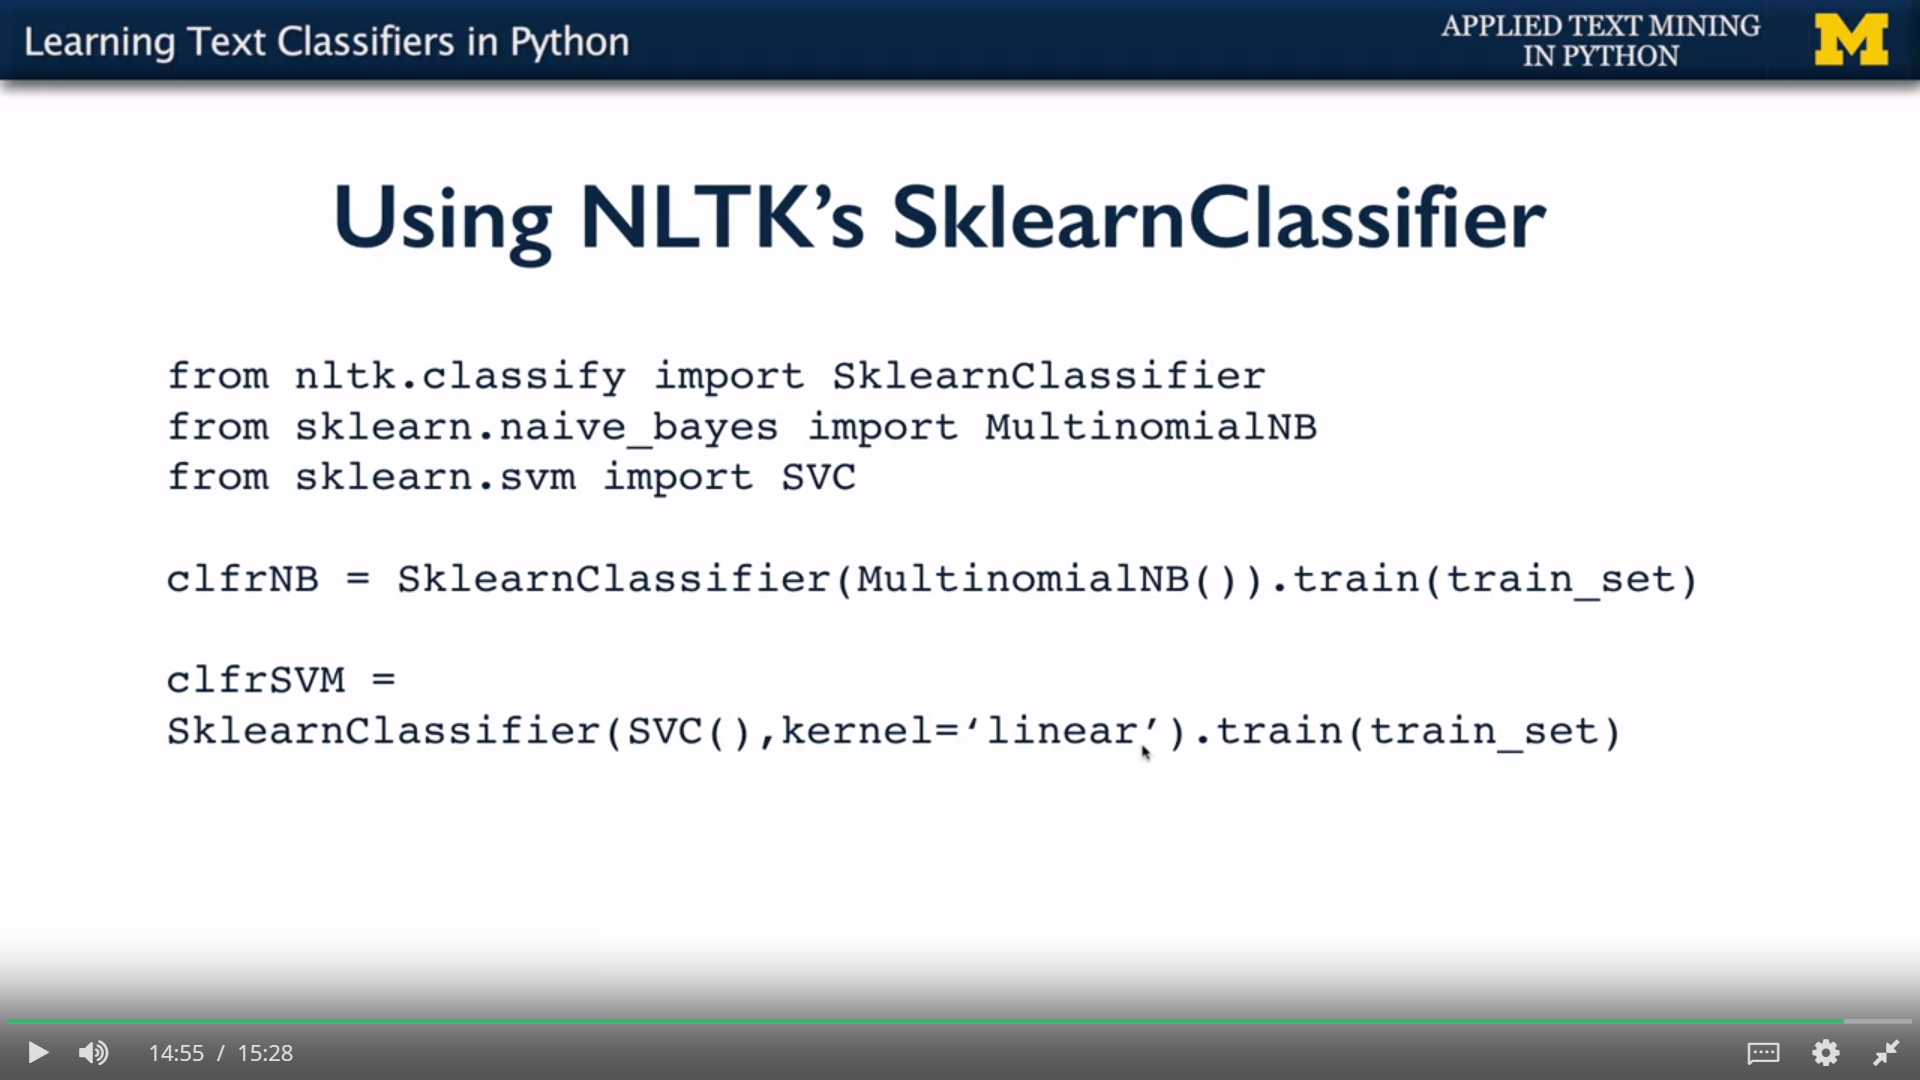 Learning Text Classifiers in Python
APPLIED TEXT MINING
IN PYTHON
M
Using NLTK’s SklearnClassifier
from nltk.classify import SklearnClassifier
from sklearn.naive_bayes import MultinomialNB
from sklearn.svm import SVC
clfrNB = SklearnClassifier(MultinomialNB()).train(train_set)
clfrSVM =
SklearnClassifier(SVC(),kernel=‘linear’).train(train_set)
14:55 / 15:28